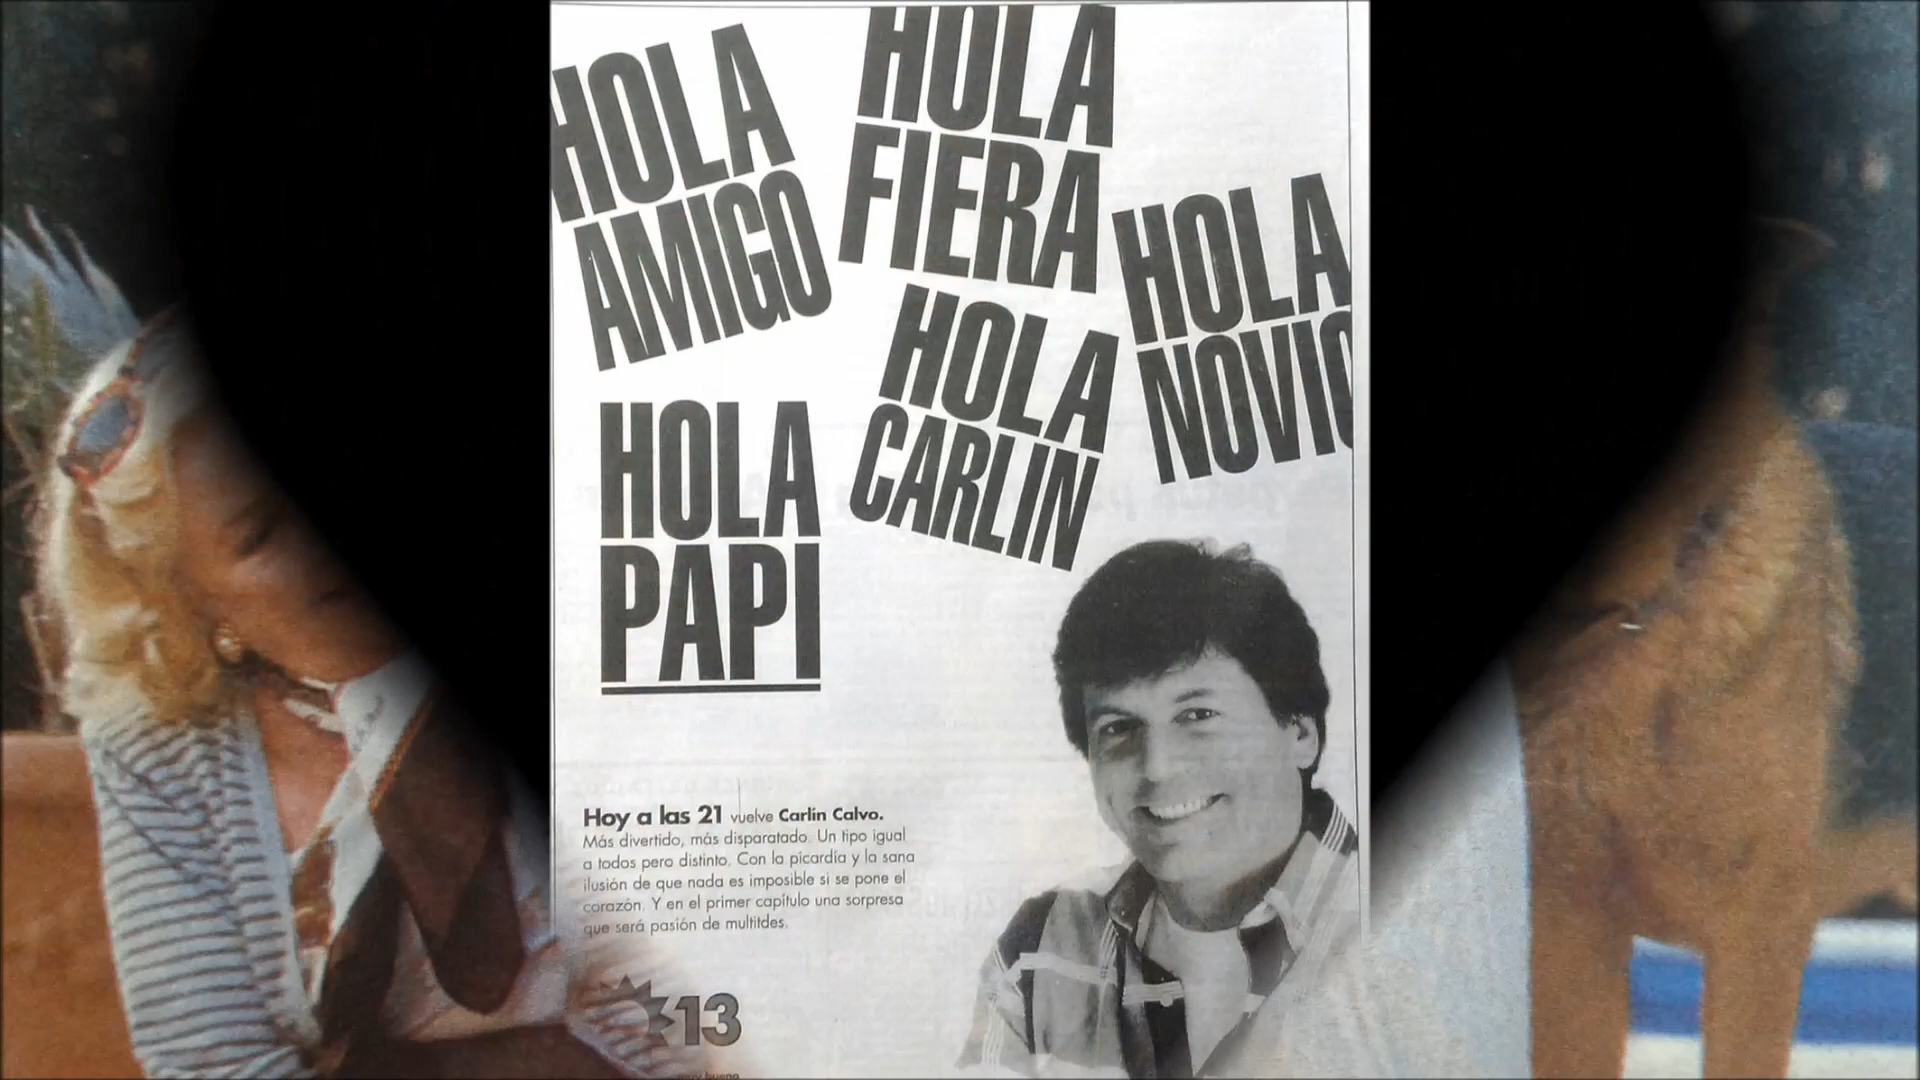 HOLA
AMIGO
HOLA
FIERA
HOLA
NOVIO
HOLA
CARLIN
HOLA
PAPI
Hoy a las 21 vuelve Carlín Calvo.
Más divertido, más disparatado. Un tipo igual
a todos pero distinto. Con la picardía y la sana
ilusión de que nada es imposible si se pone el
corazón. Y en el primer capítulo una sorpresa
que será pasión de multitdes.
13
muy bueno